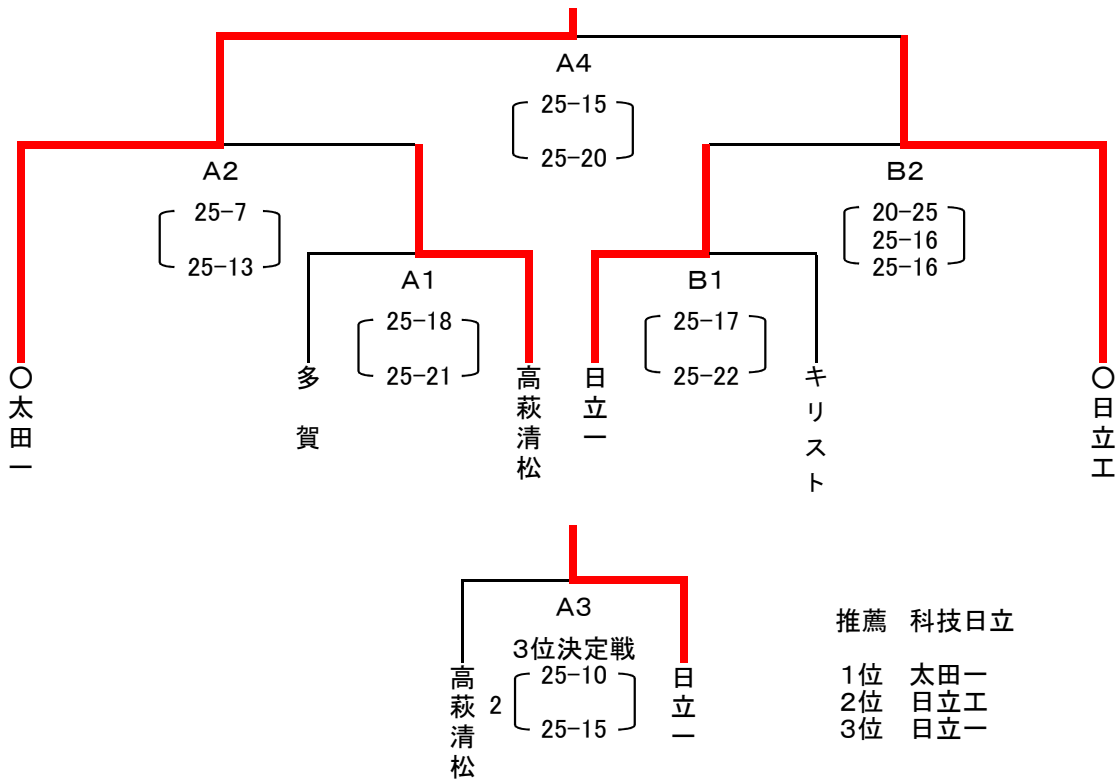 A4
25-15
25-20
A2
25-7
25-13
B2
20-25
25-16
25-16
A1
25-18
25-21
B1
25-17
25-22
○太田一
多賀
高萩清松
日立一
キリスト
○日立工
A3
3位決定戦
25-10
25-15
高萩清松
2
日立一
推薦 科技日立
1位 太田一
2位 日立工
3位 日立一